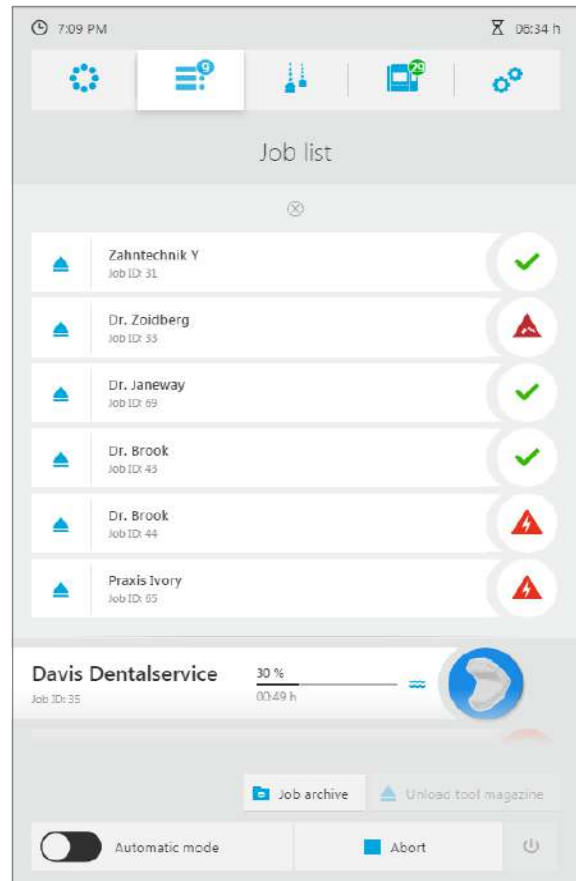 7:09 PM
06:34 h
9
29
Job list
Zahntechnik Y
Job ID: 31
Dr. Zoidberg
Job ID: 33
Dr. Janeway
Job ID: 69
Dr. Brook
Job ID: 43
Dr. Brook
Job ID: 44
Praxis Ivory
Job ID: 65
Davis Dentalservice
30 %
Job ID: 35
00:49 h
Job archive
Unload tool magazine
Automatic mode
Abort